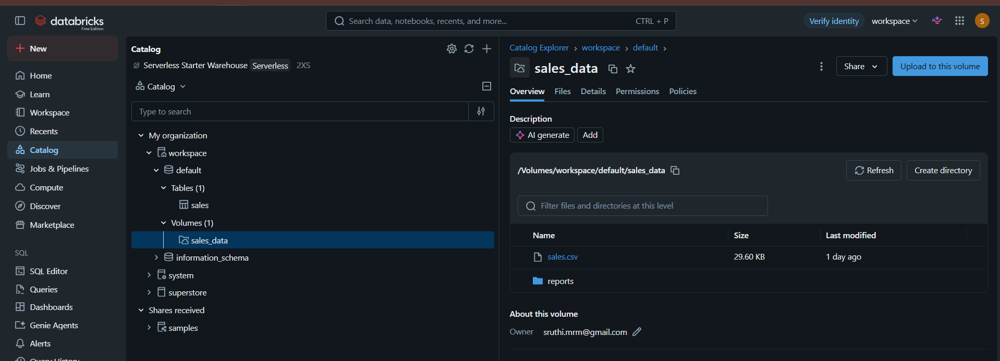 databricks
Free Edition
Search data, notebooks, recents, and more...
CTRL + P
Verify identity
workspace
S
New
Home
Learn
Workspace
Recents
Catalog
Jobs & Pipelines
Compute
Discover
Marketplace
SQL
SQL Editor
Queries
Dashboards
Genie Agents
Alerts
Query History
Catalog
Serverless Starter Warehouse Serverless 2XS
Catalog
Type to search
My organization
workspace
default
Tables (1)
sales
Volumes (1)
sales_data
information_schema
system
superstore
Shares received
samples
Catalog Explorer > workspace > default >
sales_data
Share
Upload to this volume
Overview Files Details Permissions Policies
Description
AI generate
Add
/Volumes/workspace/default/sales_data
Refresh
Create directory
Filter files and directories at this level
Name Size Last modified
sales.csv 29.60 KB 1 day ago
reports
About this volume
Owner sruthi.mrm@gmail.com